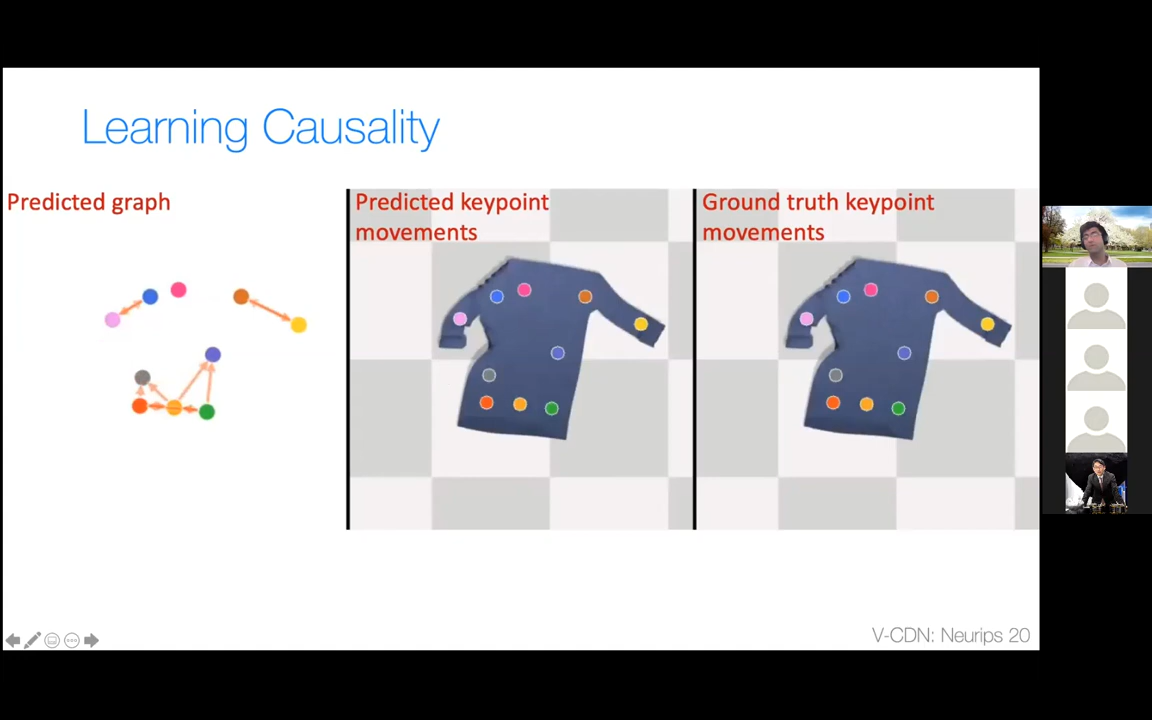 Learning Causality
Predicted graph
Predicted keypoint
movements
Ground truth keypoint
movements
V-CDN: Neurips 20